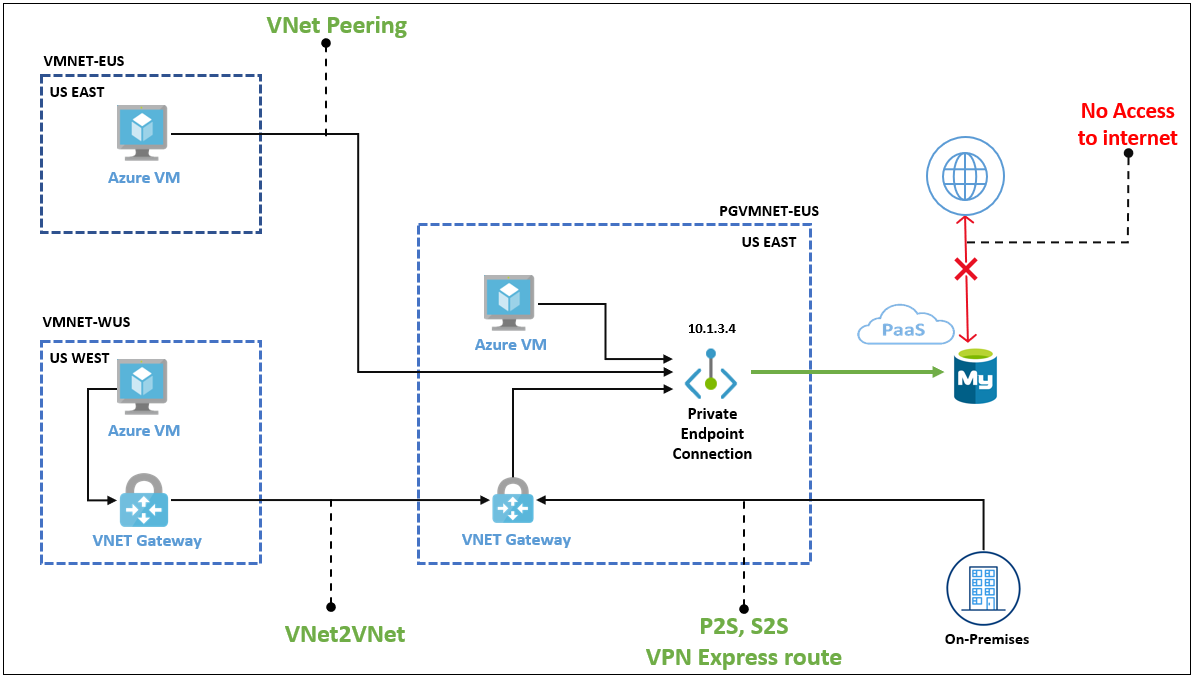 VNet Peering
VMNET-EUS
US EAST
Azure VM
No Access
to internet
PGVMNET-EUS
US EAST
Azure VM
10.1.3.4
PaaS
My
Private
Endpoint
Connection
VMNET-WUS
US WEST
Azure VM
VNET Gateway
VNET Gateway
VNet2VNet
P2S, S2S
VPN Express route
On-Premises